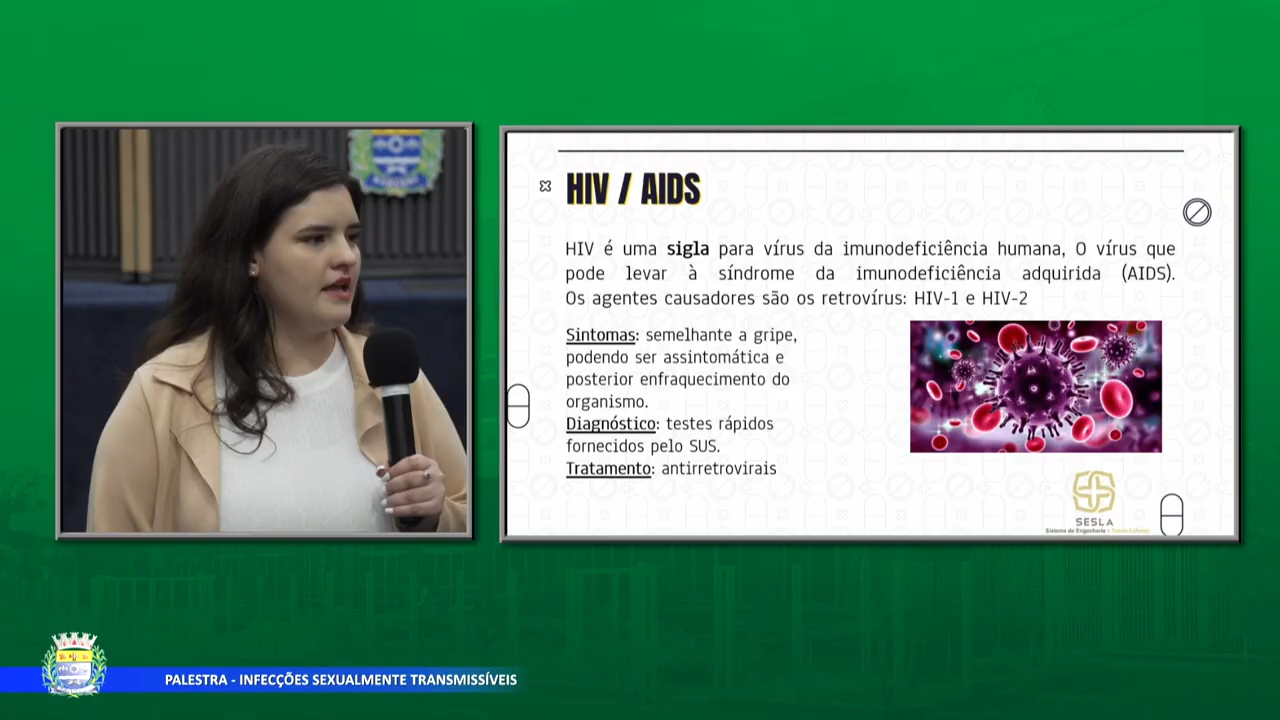 HIV / AIDS
HIV é uma sigla para vírus da imunodeficiência humana, O vírus que
pode levar à síndrome da imunodeficiência adquirida (AIDS).
Os agentes causadores são os retrovírus: HIV-1 e HIV-2
Sintomas: semelhante a gripe,
podendo ser assintomática e
posterior enfraquecimento do
organismo.
Diagnóstico: testes rápidos
fornecidos pelo SUS.
Tratamento: antirretrovirais
SESLA
PALESTRA - INFECÇÕES SEXUALMENTE TRANSMISSÍVEIS